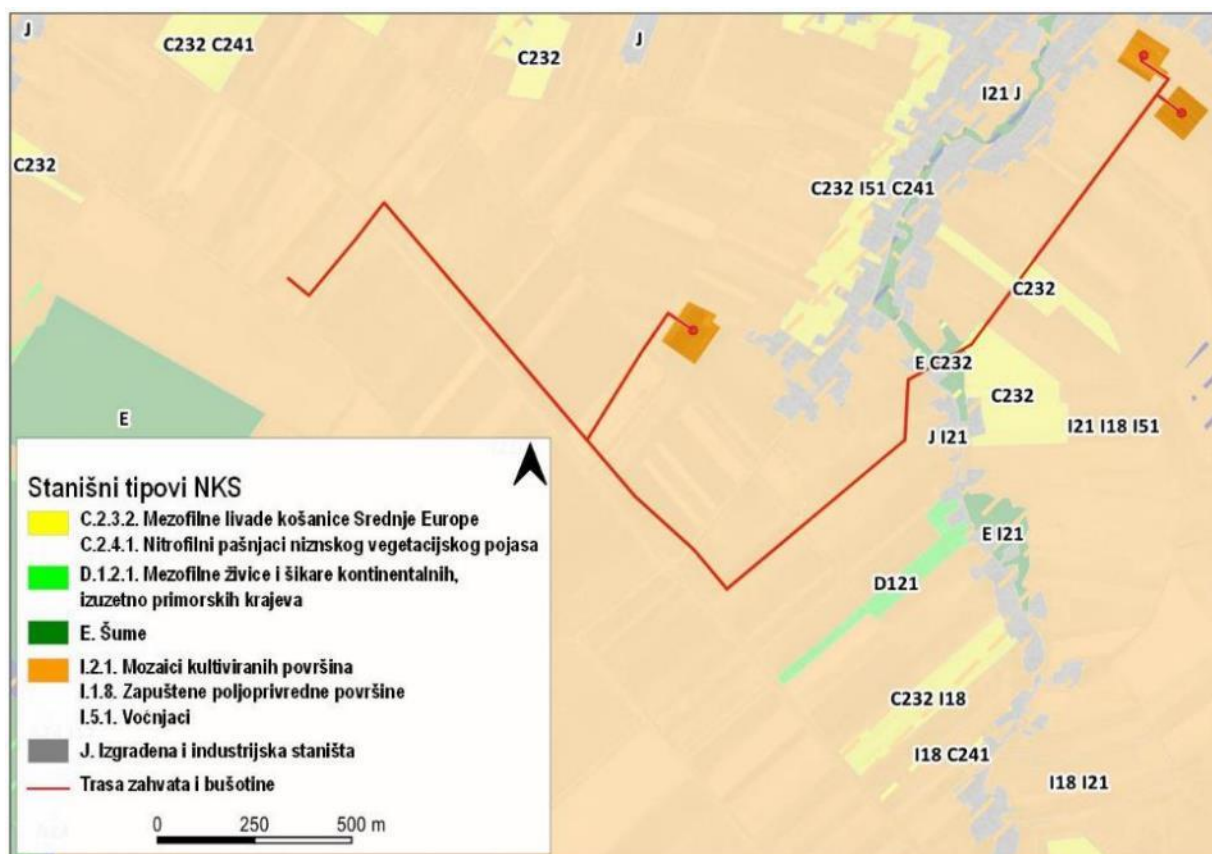 J
C232 C241
C232
J
I21 J
C232
C232 I51 C241
C232
E C232
C232
E
J I21
I21 I18 I51
E I21
D121
C232 I18
I18 C241
I18 I21
Stanišni tipovi NKS
C.2.3.2. Mezofilne livade košanice Srednje Europe
C.2.4.1. Nitrofilni pašnjaci niznskog vegetacijskog pojasa
D.1.2.1. Mezofilne živice i šikare kontinentalnih,
izuzetno primorskih krajeva
E. Šume
I.2.1. Mozaici kultiviranih površina
I.1.8. Zapuštene poljoprivredne površine
I.5.1. Voćnjaci
J. Izgrađena i industrijska staništa
Trasa zahvata i bušotine
0 250 500 m